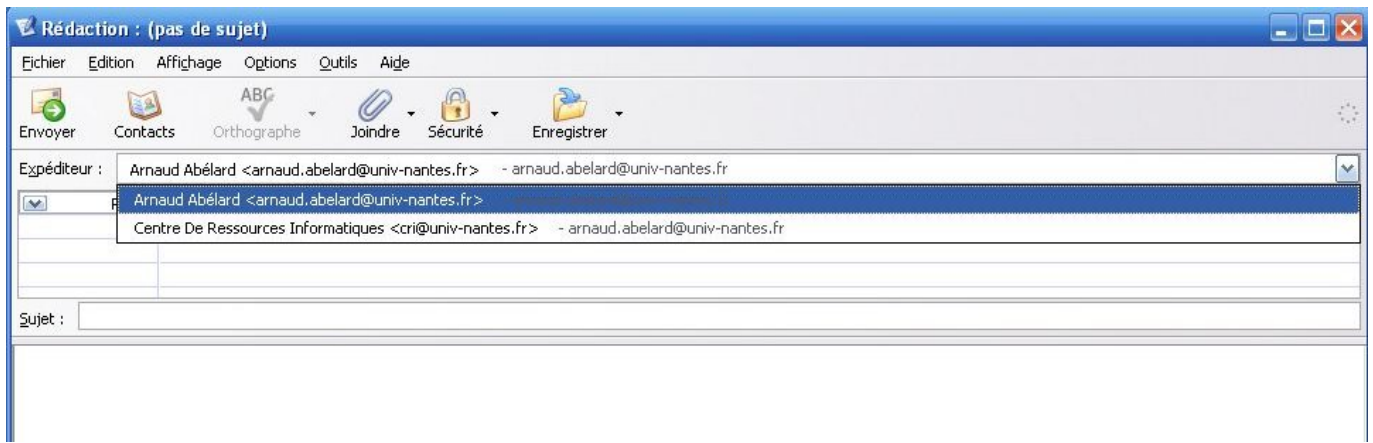 Rédaction : (pas de sujet)
Fichier Edition Affichage Options Outils Aide
ABC
Envoyer Contacts Orthographe Joindre Sécurité Enregistrer
Expéditeur : Arnaud Abélard <arnaud.abelard@univ-nantes.fr> - arnaud.abelard@univ-nantes.fr
Arnaud Abélard <arnaud.abelard@univ-nantes.fr>
Centre De Ressources Informatiques <cri@univ-nantes.fr> - arnaud.abelard@univ-nantes.fr
Sujet :